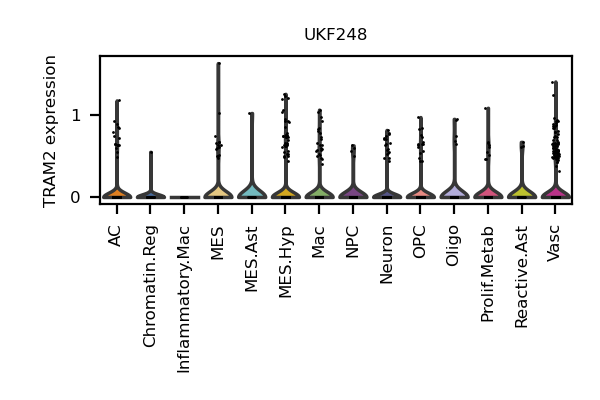 UKF248
TRAM2 expression
1
0
AC
Chromatin.Reg
Inflammatory.Mac
MES
MES.Ast
MES.Hyp
Mac
NPC
Neuron
OPC
Oligo
Prolif.Metab
Reactive.Ast
Vasc